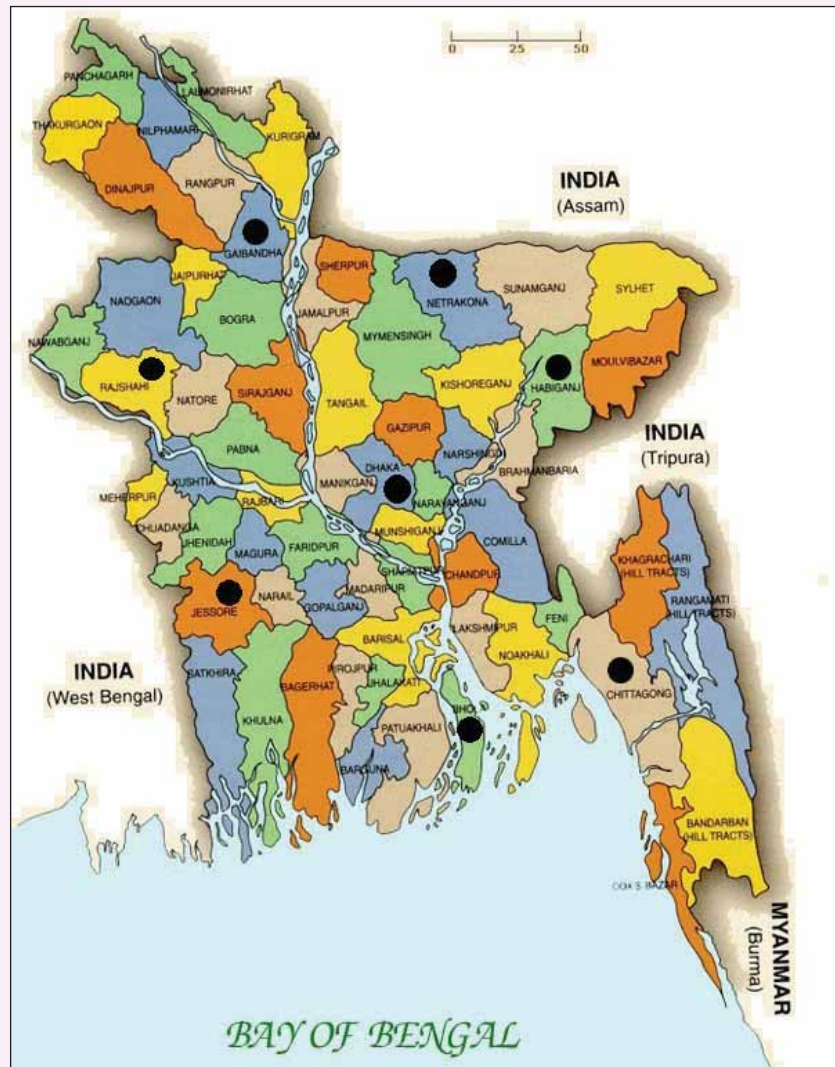 PANCHAGARH
LALMONIRHAT
0 25 50
THAKURGAON
NILPHAMARI
KURIGRAM
DINAJPUR
RANGPUR
INDIA
(Assam)
GAIBANDHA
SHERPUR
JAIPURHAT
NETRAKONA
SUNAMGANJ
SYLHET
NADGAON
BOGRA
JAMALPUR
MYMENSINGH
NAWABGANJ
MOULVIBAZAR
RAJSHAHI
NATORE
SIRAJGANJ
TANGAIL
KISHOREGANJ
HABIGANJ
GAZIPUR
INDIA
(Tripura)
PABNA
NARSHINGDI
DHAKA
MANIKGANJ
BRAHMANBARIA
KUSHTIA
MEHERPUR
RAJBARI
NARAYANGANJ
CHUADANGA
MUNSHIGANJ
JHENIDAH
MAGURA
FARIDPUR
COMILLA
KHAGRACHARI
(HILL TRACTS)
SHARIATPUR
CHANDPUR
MADARIPUR
NARAIL
RANGAMATI
(HILL TRACTS)
JESSORE
GOPALGANJ
FENI
LAKSHMIPUR
BARISAL
NOAKHALI
INDIA
(West Bengal)
SATKHIRA
PIROJPUR
BAGERHAT
JHALAKATI
CHITTAGONG
KHULNA
PATUAKHALI
BHOLA
BARGUNA
BANDARBAN
(HILL TRACTS)
COX S. BAZAR
MYANMAR
(Burma)
BAY OF BENGAL